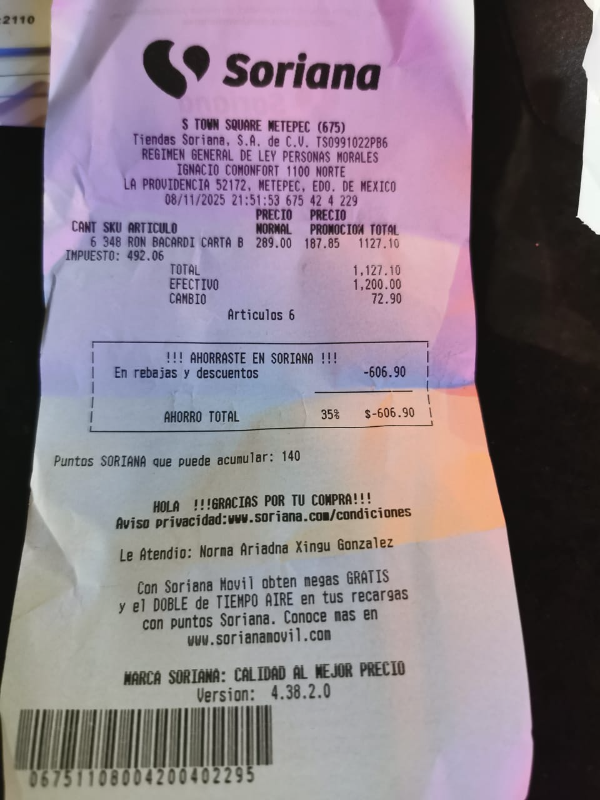 2110
Soriana
S TOWN SQUARE METEPEC (675)
Tiendas Soriana, S.A. de C.V. TSO991022PB6
REGIMEN GENERAL DE LEY PERSONAS MORALES
IGNACIO COMONFORT 1100 NORTE
LA PROVIDENCIA 52172, METEPEC, EDO. DE MEXICO
08/11/2025 21:51:53 675 42 4 229
PRECIO PRECIO
CANT SKU ARTICULO NORMAL PROMOCION TOTAL
6 348 RON BACARDI CARTA B 289.00 187.85 1127.10
IMPUESTO: 492.06
TOTAL 1,127.10
EFECTIVO 1,200.00
CAMBIO 72.90
Articulos 6
!!! AHORRASTE EN SORIANA !!!
En rebajas y descuentos -606.90
AHORRO TOTAL 35% $-606.90
Puntos SORIANA que puede acumular: 140
HOLA !!!GRACIAS POR TU COMPRA!!!
Aviso privacidad:www.soriana.com/condiciones
Le Atendio: Norma Ariadna Xingu Gonzalez
Con Soriana Movil obten megas GRATIS
y el DOBLE de TIEMPO AIRE en tus recargas
con puntos Soriana. Conoce mas en
www.sorianamovil.com
MARCA SORIANA: CALIDAD AL MEJOR PRECIO
Version: 4.38.2.0
06751108004200402295